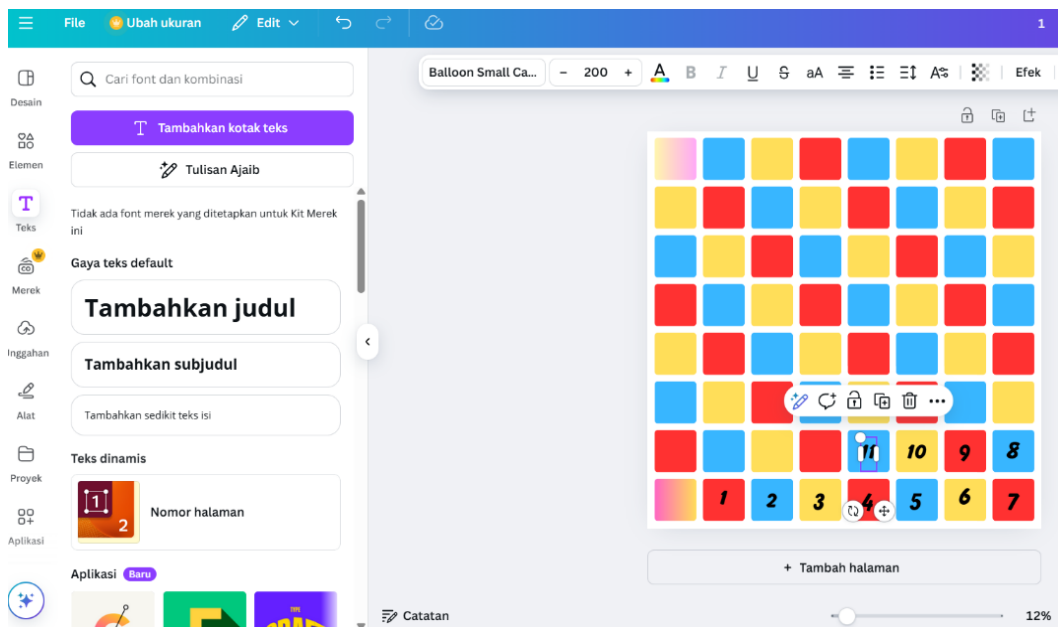 File Ubah ukuran Edit 1
Desain
Elemen
Teks
Merek
Inggahan
Alat
Proyek
Aplikasi
Cari font dan kombinasi
Tambahkan kotak teks
Tulisan Ajaib
Tidak ada font merek yang ditetapkan untuk Kit Merek
ini
Gaya teks default
Tambahkan judul
Tambahkan subjudul
Tambahkan sedikit teks isi
Teks dinamis
1
2
Nomor halaman
Aplikasi Baru
Balloon Small Ca... – 200 + A B I U S aA Efek
11 10 9 8
1 2 3 4 5 6 7
+ Tambah halaman
Catatan 12%